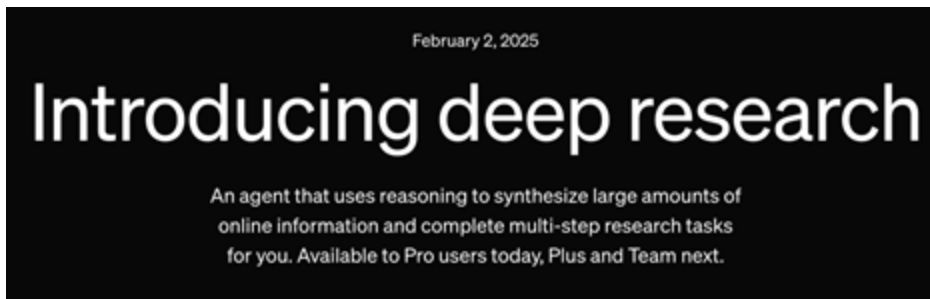 February 2, 2025
Introducing deep research
An agent that uses reasoning to synthesize large amounts of
online information and complete multi-step research tasks
for you. Available to Pro users today, Plus and Team next.